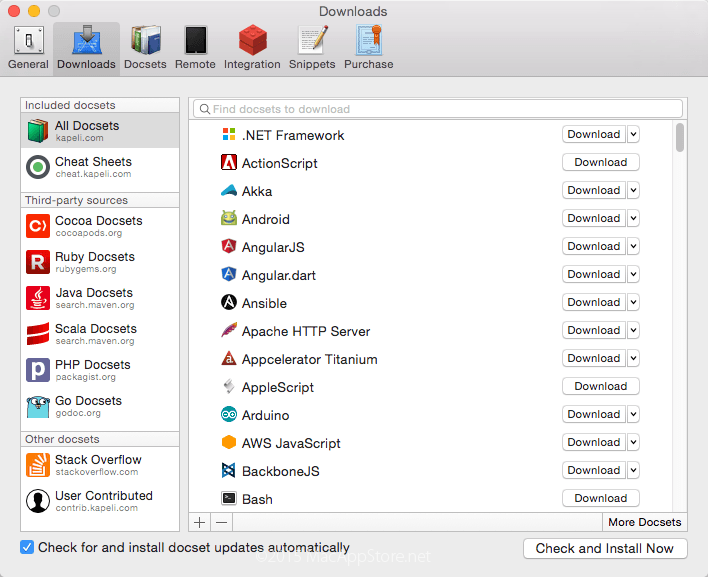 Downloads
General
Downloads
Docsets
Remote
Integration
Snippets
Purchase
Included docsets
All Docsets
kapeli.com
Cheat Sheets
cheat.kapeli.com
Third-party sources
Cocoa Docsets
cocoapods.org
Ruby Docsets
rubygems.org
Java Docsets
search.maven.org
Scala Docsets
search.maven.org
PHP Docsets
packagist.org
Go Docsets
godoc.org
Other docsets
Stack Overflow
stackoverflow.com
User Contributed
contrib.kapeli.com
Find docsets to download
.NET Framework Download
ActionScript Download
Akka Download
Android Download
AngularJS Download
Angular.dart Download
Ansible Download
Apache HTTP Server Download
Appcelerator Titanium Download
AppleScript Download
Arduino Download
AWS JavaScript Download
BackboneJS Download
Bash Download
More Docsets
Check for and install docset updates automatically
Check and Install Now
©2015 MacAppStore.net